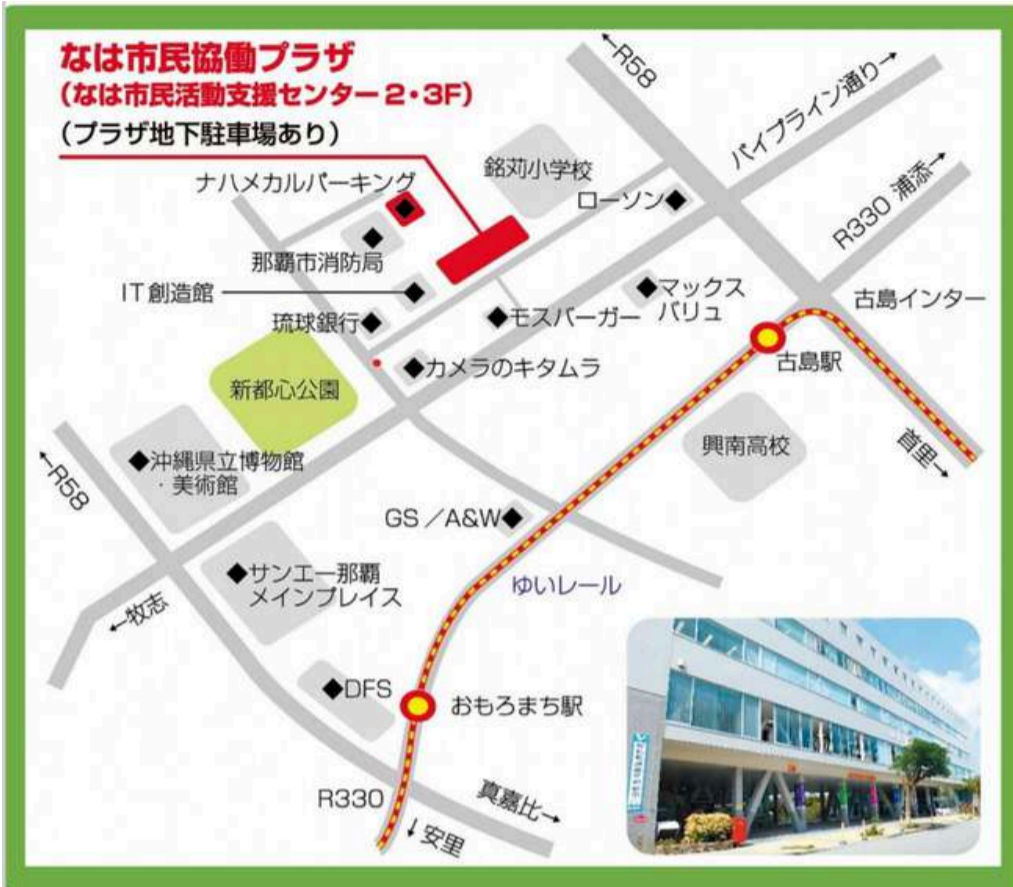 なは市民協働プラザ
(なは市民活動支援センター2・3F)
(プラザ地下駐車場あり)
←R58
パイプライン通り→
銘苅小学校
ナハメカルパーキング
ローソン
R330 浦添→
那覇市消防局
IT創造館
マックス
バリュ
古島インター
琉球銀行
モスバーガー
カメラのキタムラ
古島駅
新都心公園
興南高校
首里→
←R58
沖縄県立博物館
・美術館
GS/A&W
サンエー那覇
メインプレイス
ゆいレール
←牧志
DFS
おもろまち駅
R330
真嘉比→
↓安里